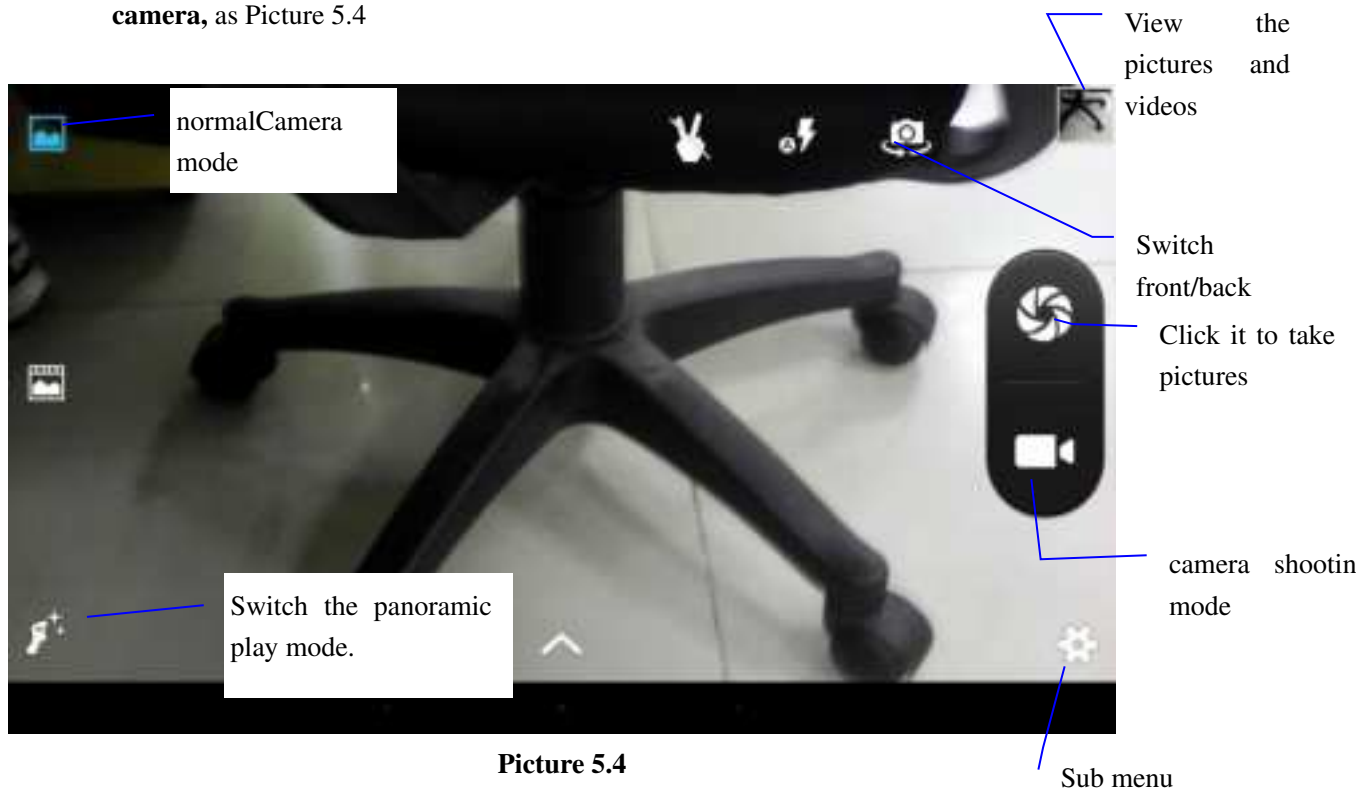 camera, as Picture 5.4
View the
pictures and
videos
normalCamera
mode
Switch
front/back
Click it to take
pictures
camera shootin
mode
Switch the panoramic
play mode.
Picture 5.4
Sub menu